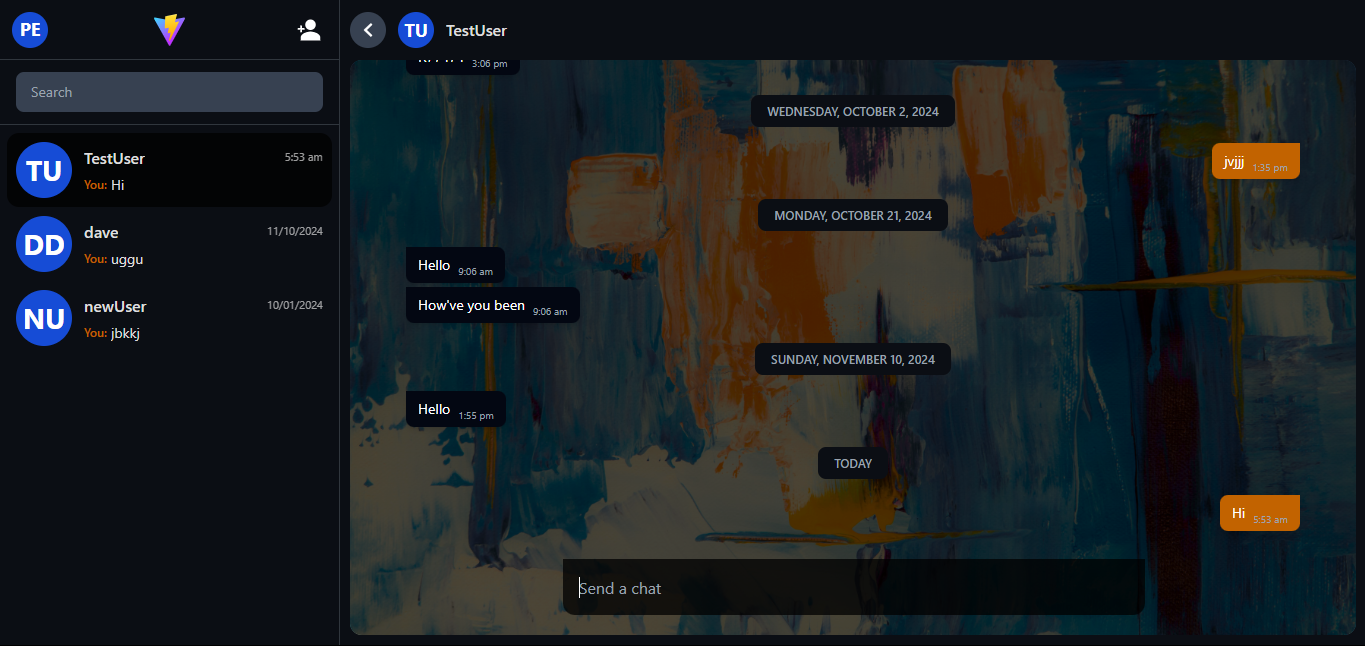 PE
Search
TU
TestUser
5:53 am
You: Hi
DD
dave
11/10/2024
You: uggu
NU
newUser
10/01/2024
You: jbkkj
TU
TestUser
3:06 pm
WEDNESDAY, OCTOBER 2, 2024
jvjjj 1:35 pm
MONDAY, OCTOBER 21, 2024
Hello 9:06 am
How've you been 9:06 am
SUNDAY, NOVEMBER 10, 2024
Hello 1:55 pm
TODAY
Hi 5:53 am
Send a chat